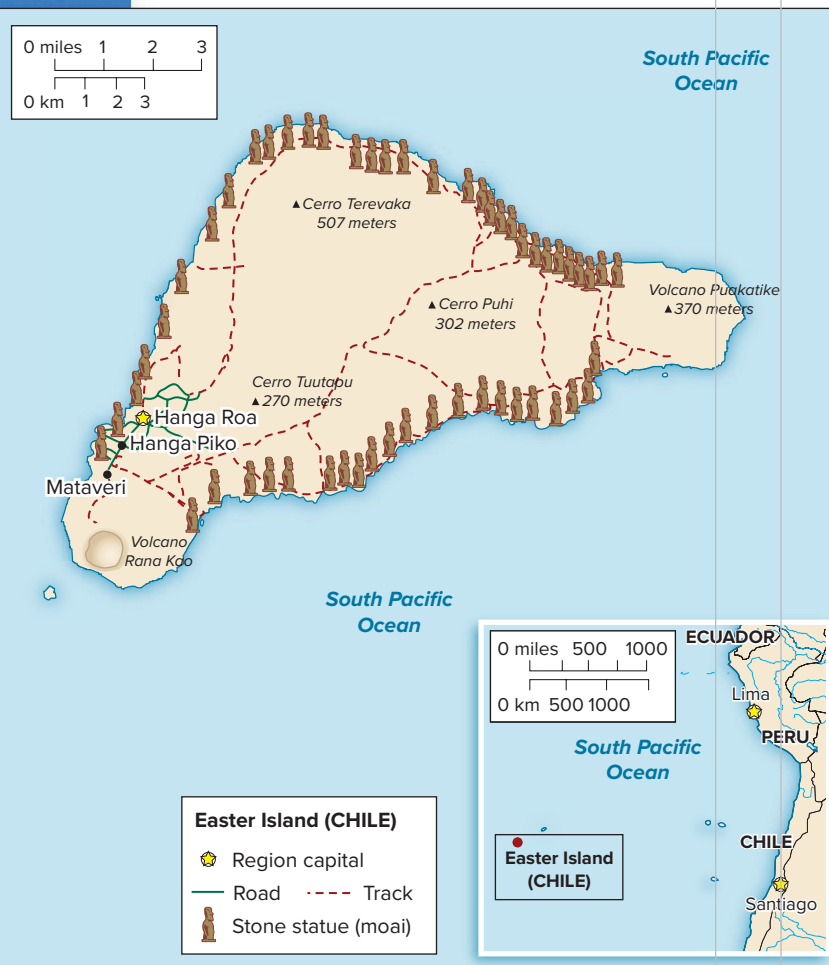 0 miles 1 2 3
0 km 1 2 3
South Pacific
Ocean
Cerro Terevaka
507 meters
Cerro Puhi
302 meters
Volcano Puakatike
370 meters
Cerro Tuutapu
270 meters
Hanga Roa
Hanga Piko
Mataveri
Volcano
Rana Kao
South Pacific
Ocean
Easter Island (CHILE)
Region capital
Road
Track
Stone statue (moai)
0 miles 500 1000
0 km 500 1000
ECUADOR
Lima
PERU
South Pacific
Ocean
CHILE
Easter Island
(CHILE)
Santiago